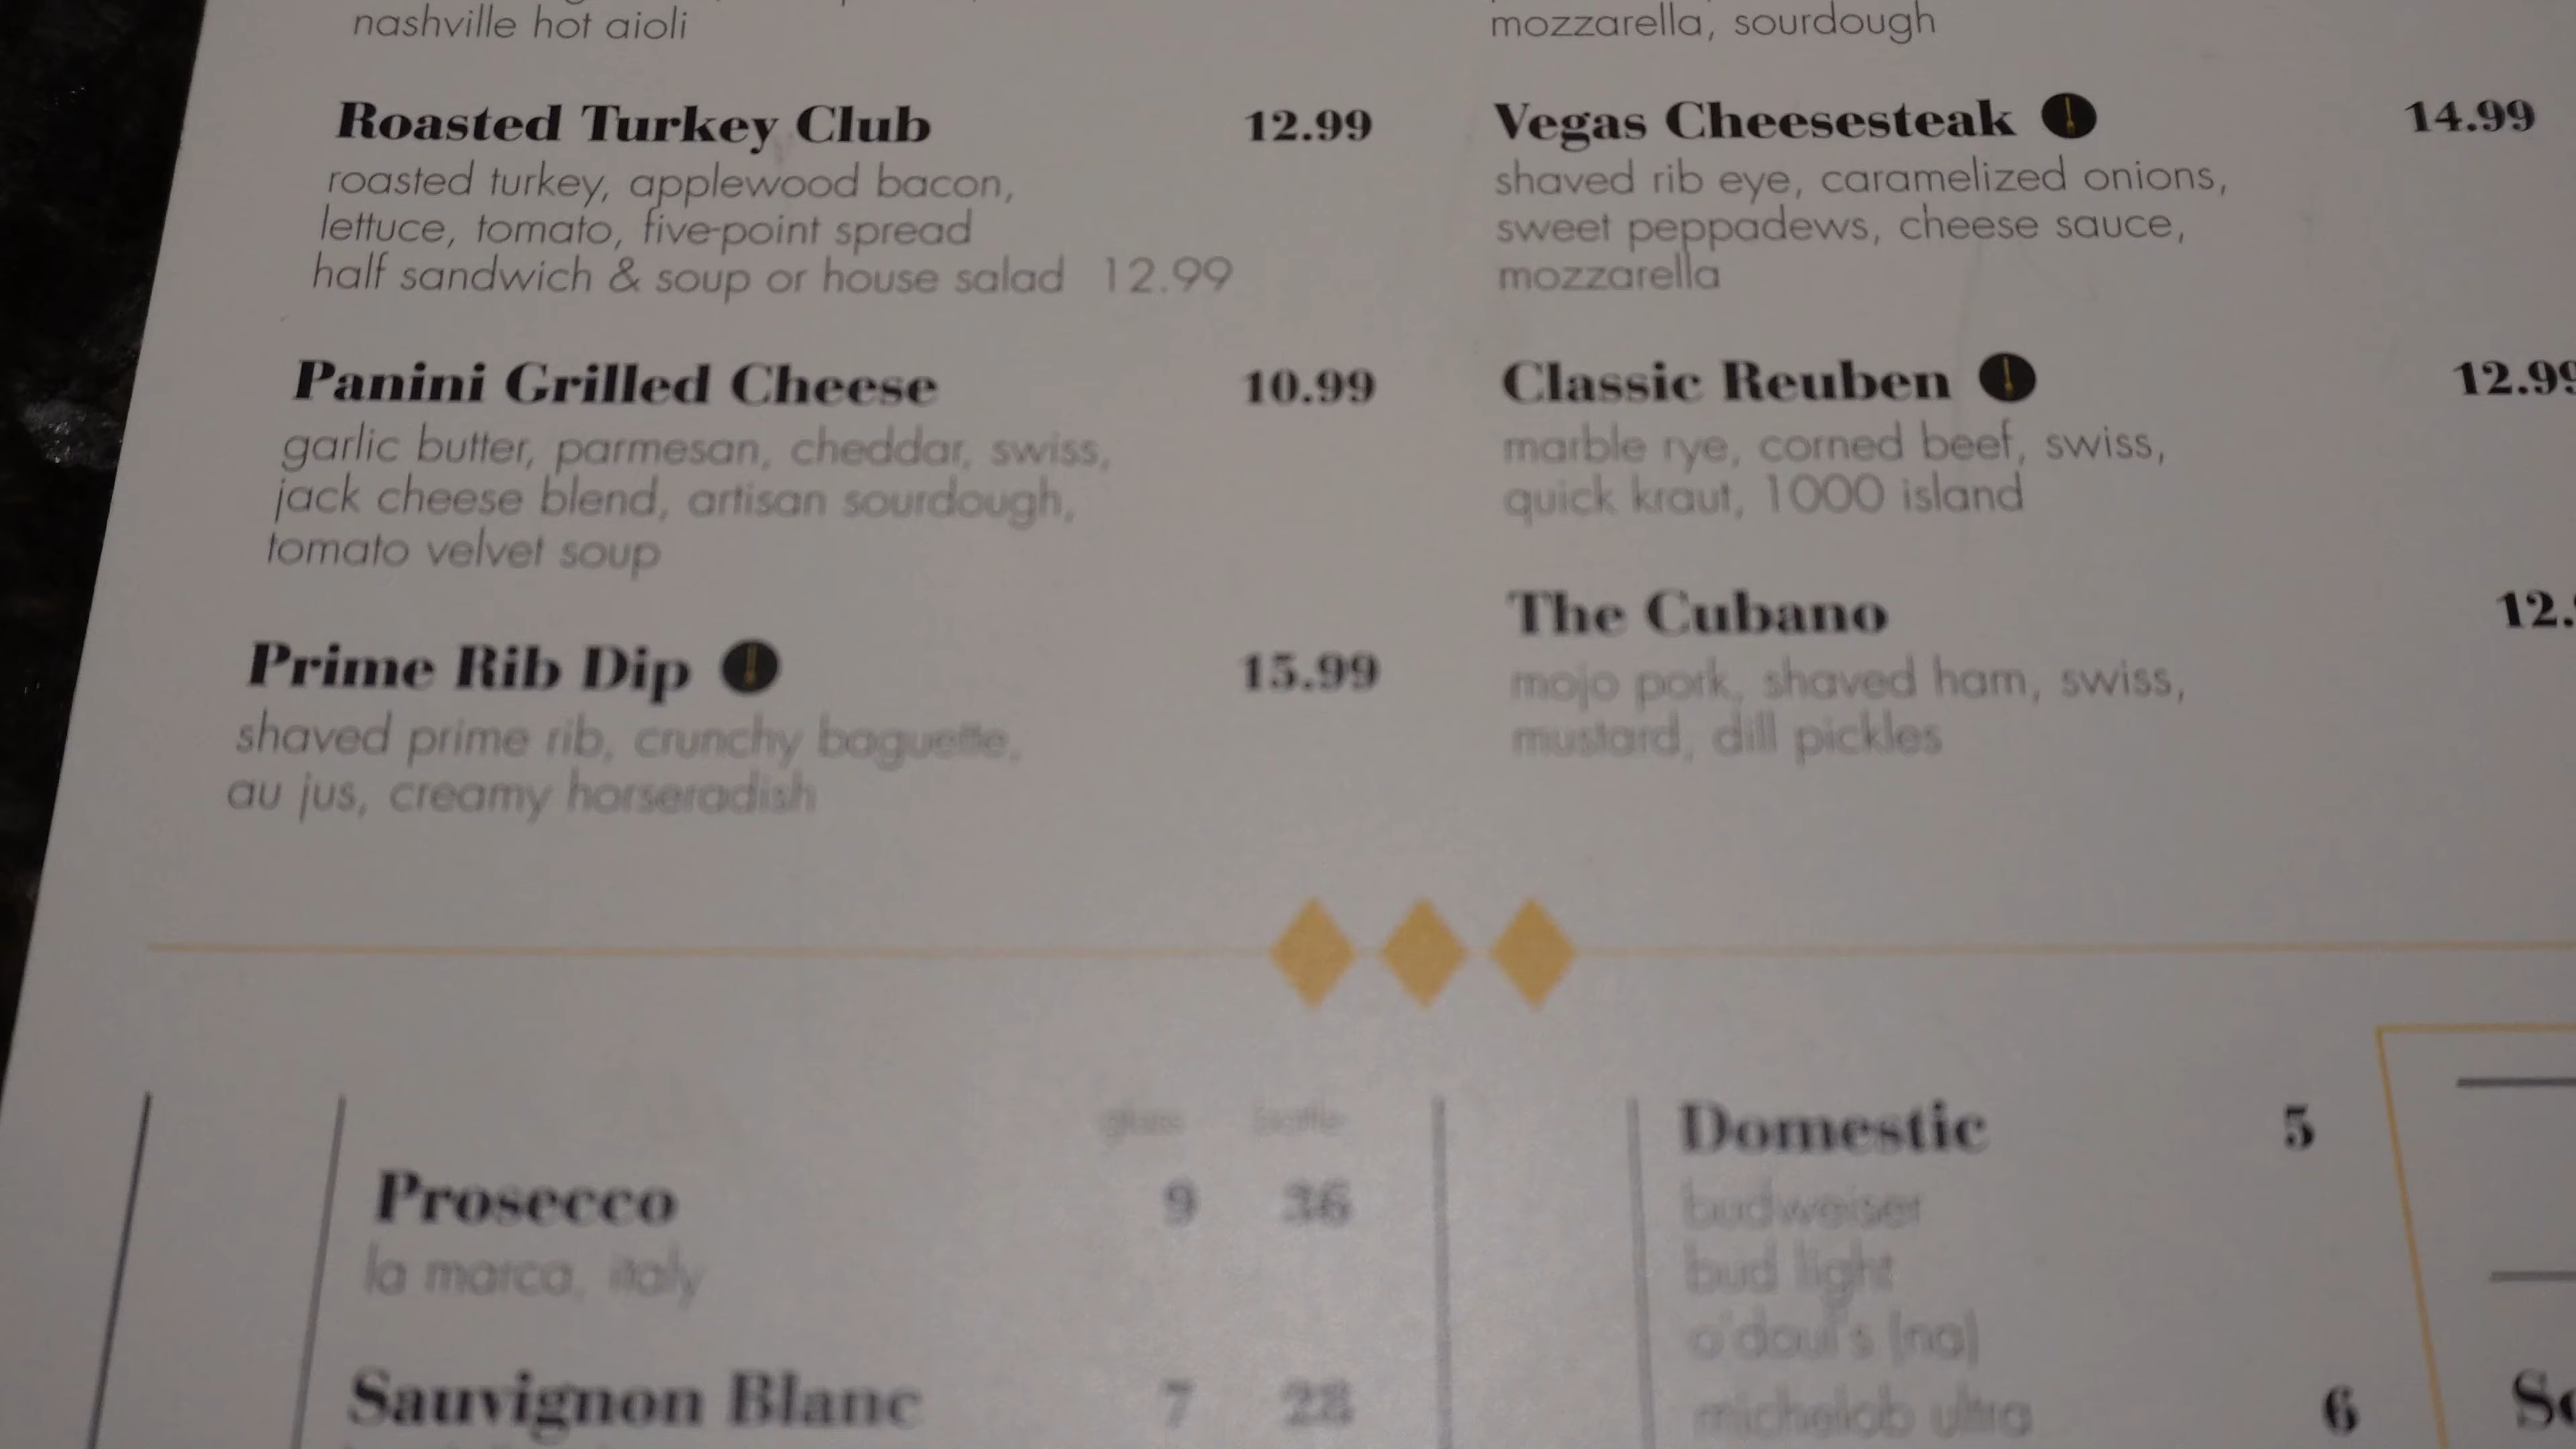 nashville hot aioli
Roasted Turkey Club 12.99
roasted turkey, applewood bacon,
lettuce, tomato, five-point spread
half sandwich & soup or house salad 12.99
Panini Grilled Cheese 10.99
garlic butter, parmesan, cheddar, swiss,
jack cheese blend, artisan sourdough,
tomato velvet soup
Prime Rib Dip 15.99
shaved prime rib, crunchy baguette,
au jus, creamy horseradish
mozzarella, sourdough
Vegas Cheesesteak 14.99
shaved rib eye, caramelized onions,
sweet peppadews, cheese sauce,
mozzarella
Classic Reuben 12.99
marble rye, corned beef, swiss,
quick kraut, 1000 island
The Cubano 12.
mojo pork, shaved ham, swiss,
mustard, dill pickles
glass bottle
Prosecco 9 36
la marca, italy
Sauvignon Blanc 7 28
Domestic 5
budweiser
bud light
o'doul's (na)
michelob ultra 6